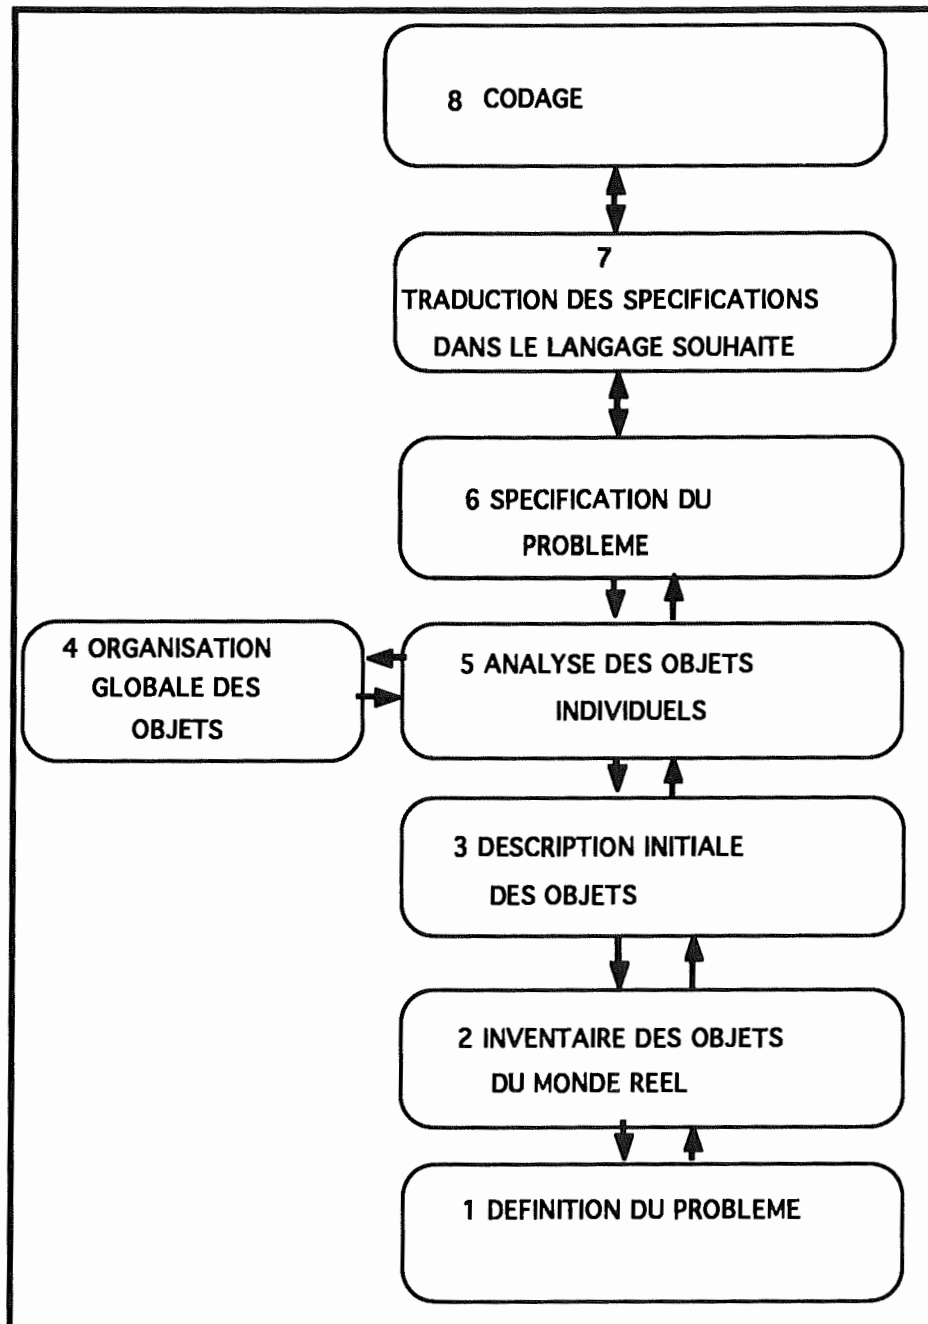 8 CODAGE
7
TRADUCTION DES SPECIFICATIONS
DANS LE LANGAGE SOUHAITE
6 SPECIFICATION DU
PROBLEME
4 ORGANISATION
GLOBALE DES
OBJETS
5 ANALYSE DES OBJETS
INDIVIDUELS
3 DESCRIPTION INITIALE
DES OBJETS
2 INVENTAIRE DES OBJETS
DU MONDE REEL
1 DEFINITION DU PROBLEME